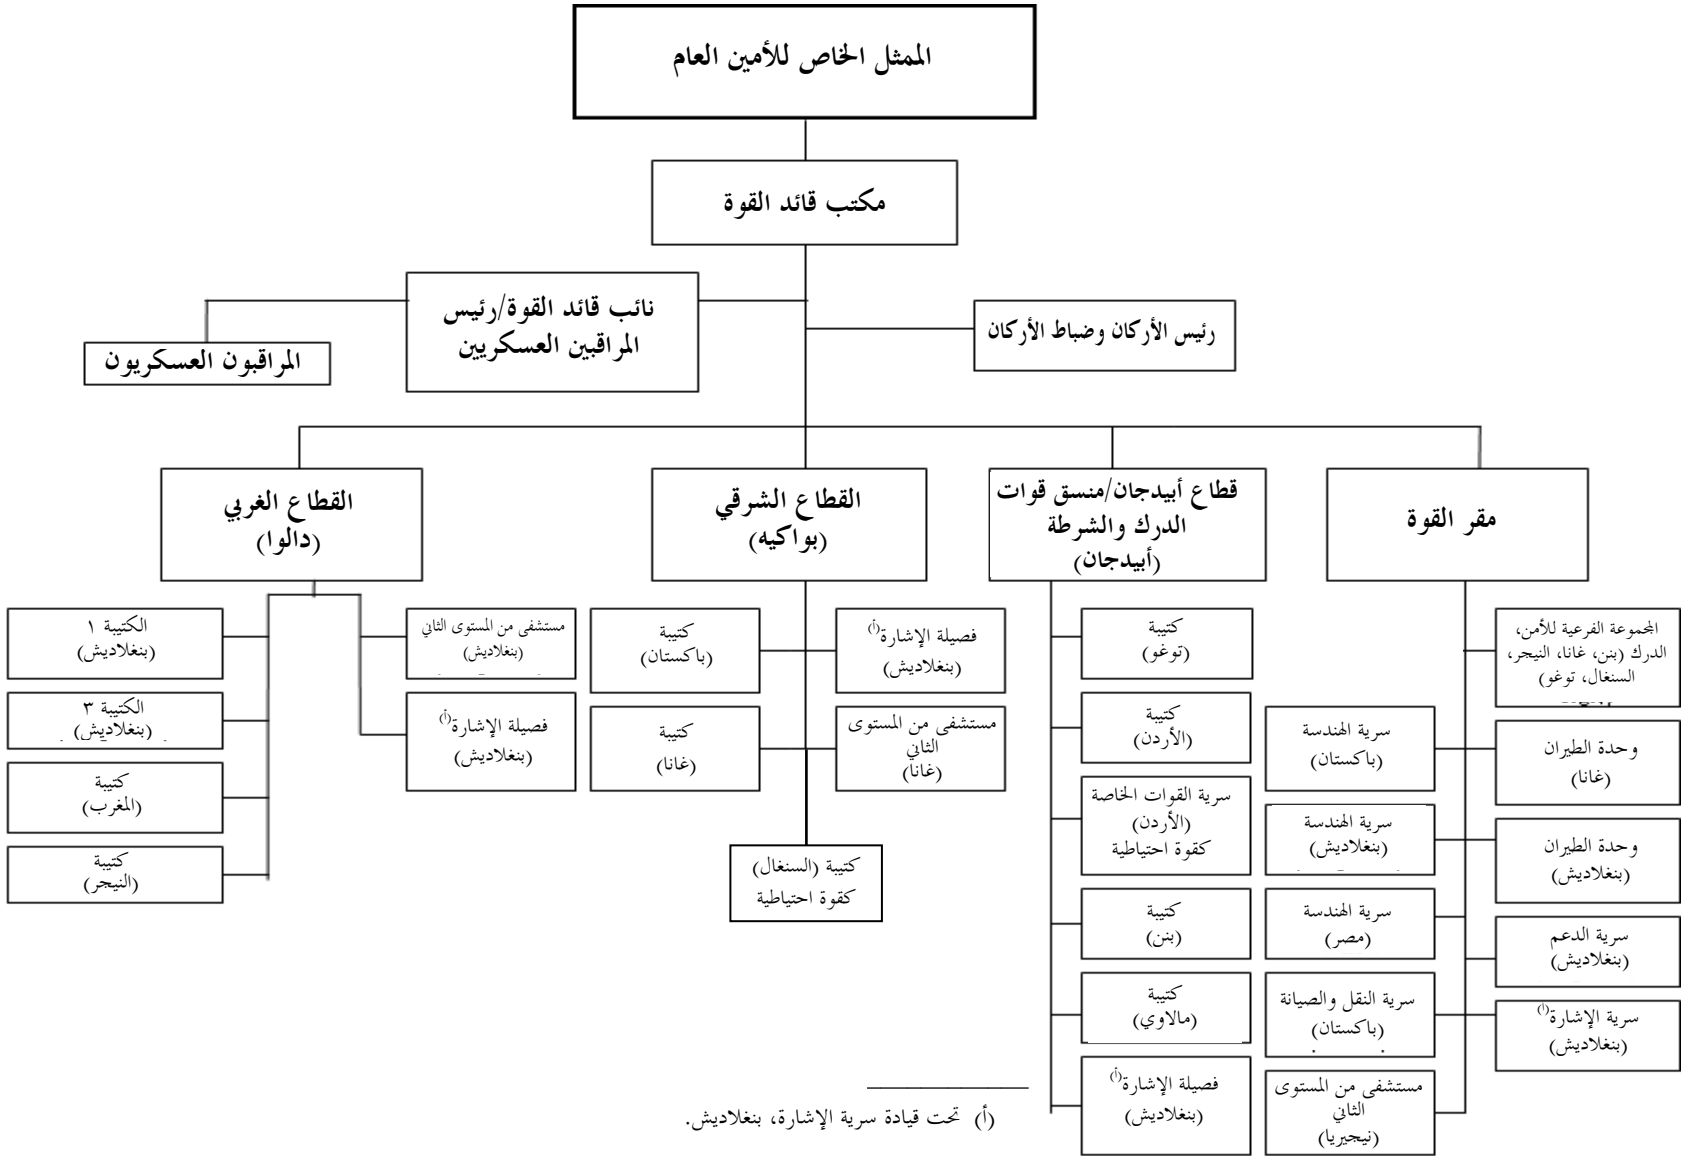 الممثل الخاص للأمين العام
مكتب قائد القوة
رئيس الأركان وضباط الأركان
نائب قائد القوة/رئيس
المراقبين العسكريين
المراقبون العسكريون
مقر القوة
المجموعة الفرعية للأمن،
الدرك (بنن، غانا، النيجر،
السنغال، توغو)
وحدة الطيران
(غانا)
وحدة الطيران
(بنغلاديش)
سرية الدعم
(بنغلاديش)
سرية الإشارة(أ)
(بنغلاديش)
سرية الهندسة
(باكستان)
سرية الهندسة
(بنغلاديش)
سرية الهندسة
(مصر)
سرية النقل والصيانة
(باكستان)
مستشفى من المستوى
الثاني
(نيجيريا)
قطاع أبيدجان/منسق قوات
الدرك والشرطة
(أبيدجان)
كتيبة
(توغو)
كتيبة
(الأردن)
سرية القوات الخاصة
(الأردن)
كقوة احتياطية
كتيبة
(بنن)
كتيبة
(مالاوي)
فصيلة الإشارة(أ)
(بنغلاديش)
القطاع الشرقي
(بواكيه)
فصيلة الإشارة(أ)
(بنغلاديش)
مستشفى من المستوى
الثاني
(غانا)
كتيبة
(باكستان)
كتيبة
(غانا)
كتيبة (السنغال)
كقوة احتياطية
القطاع الغربي
(دالوا)
مستشفى من المستوى الثاني
(بنغلاديش)
فصيلة الإشارة(أ)
(بنغلاديش)
الكتيبة ١
(بنغلاديش)
الكتيبة ٣
(بنغلاديش)
كتيبة
(المغرب)
كتيبة
(النيجر)
(أ) تحت قيادة سرية الإشارة، بنغلاديش.